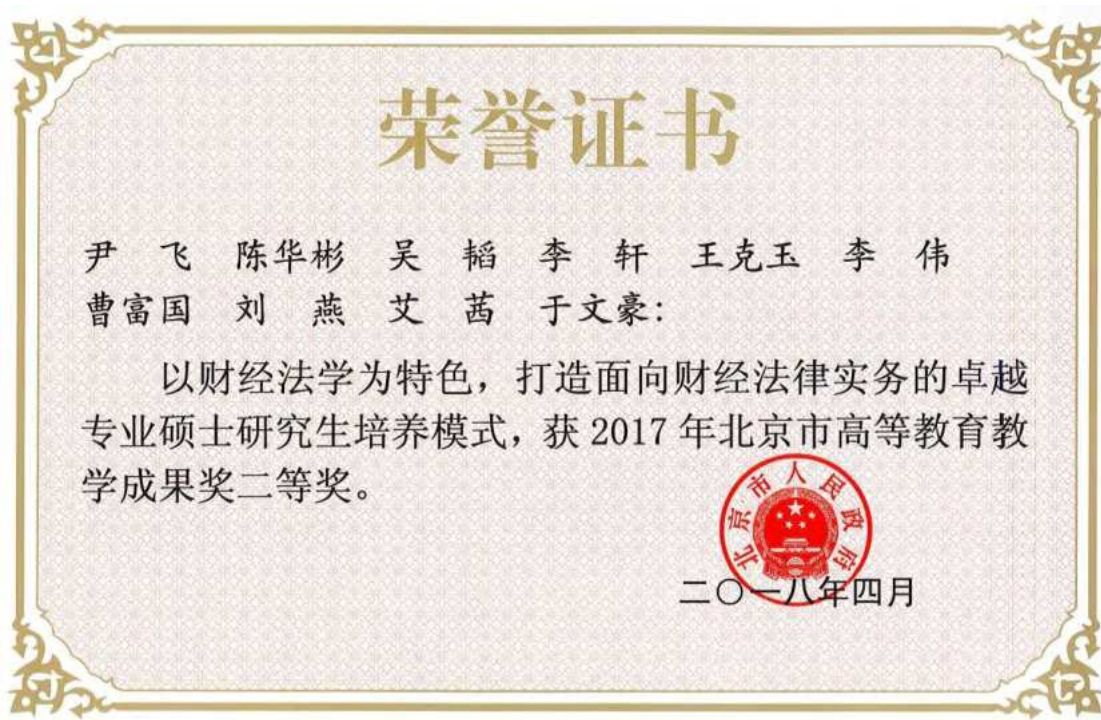 荣誉证书
尹 飞 陈华彬 吴 韬 李 轩 王克玉 李 伟
曹富国 刘 燕 艾 茜 于文豪:
以财经法学为特色，打造面向财经法律实务的卓越
专业硕士研究生培养模式，获 2017 年北京市高等教育教
学成果奖二等奖。
北京市人民政府
二〇一八年四月